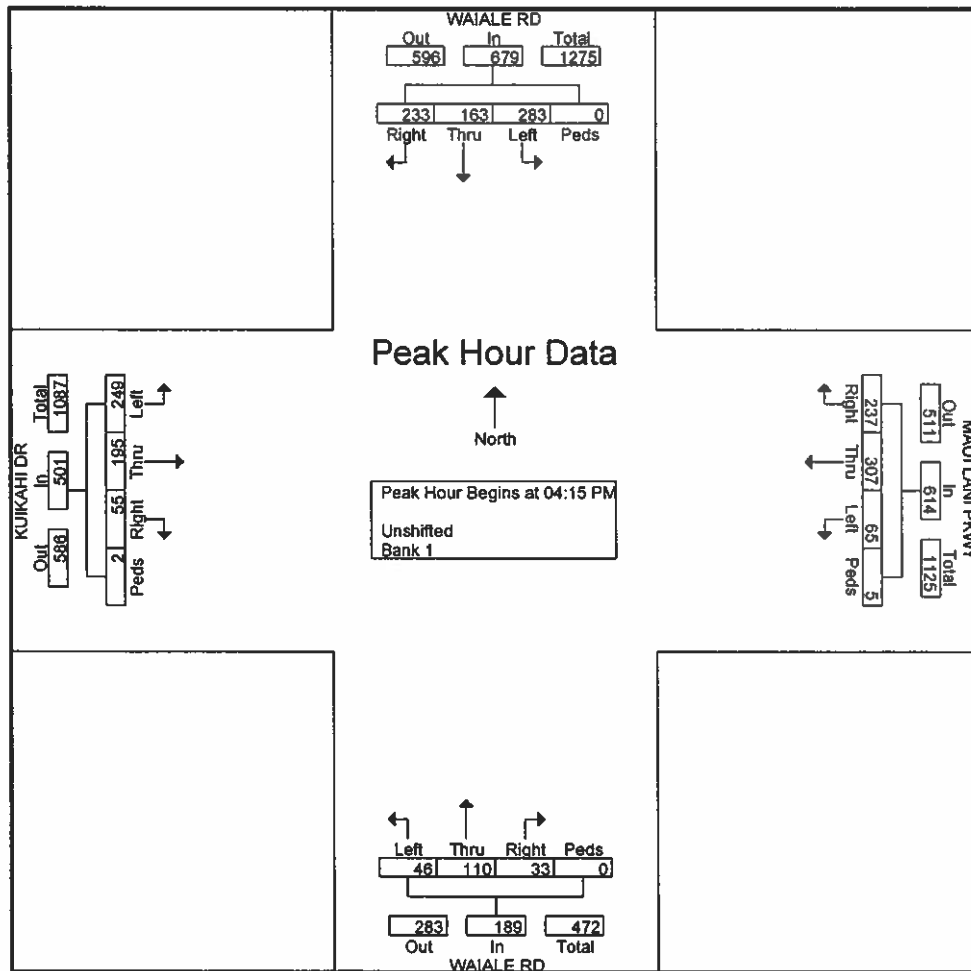 WAIALE RD
Out In Total
596 679 1275
233 163 283 0
Right Thru Left Peds
Peak Hour Data
North
Peak Hour Begins at 04:15 PM
Unshifted
Bank 1
KUIKAHI DR
Total In Out
1087 501 586
249 195 55 2
Left Thru Right Peds
Right Thru Left Peds
237 307 65 5
Out In Total
511 614 1125
Left Thru Right Peds
46 110 33 0
283 189 472
Out In Total
WAIALE RD